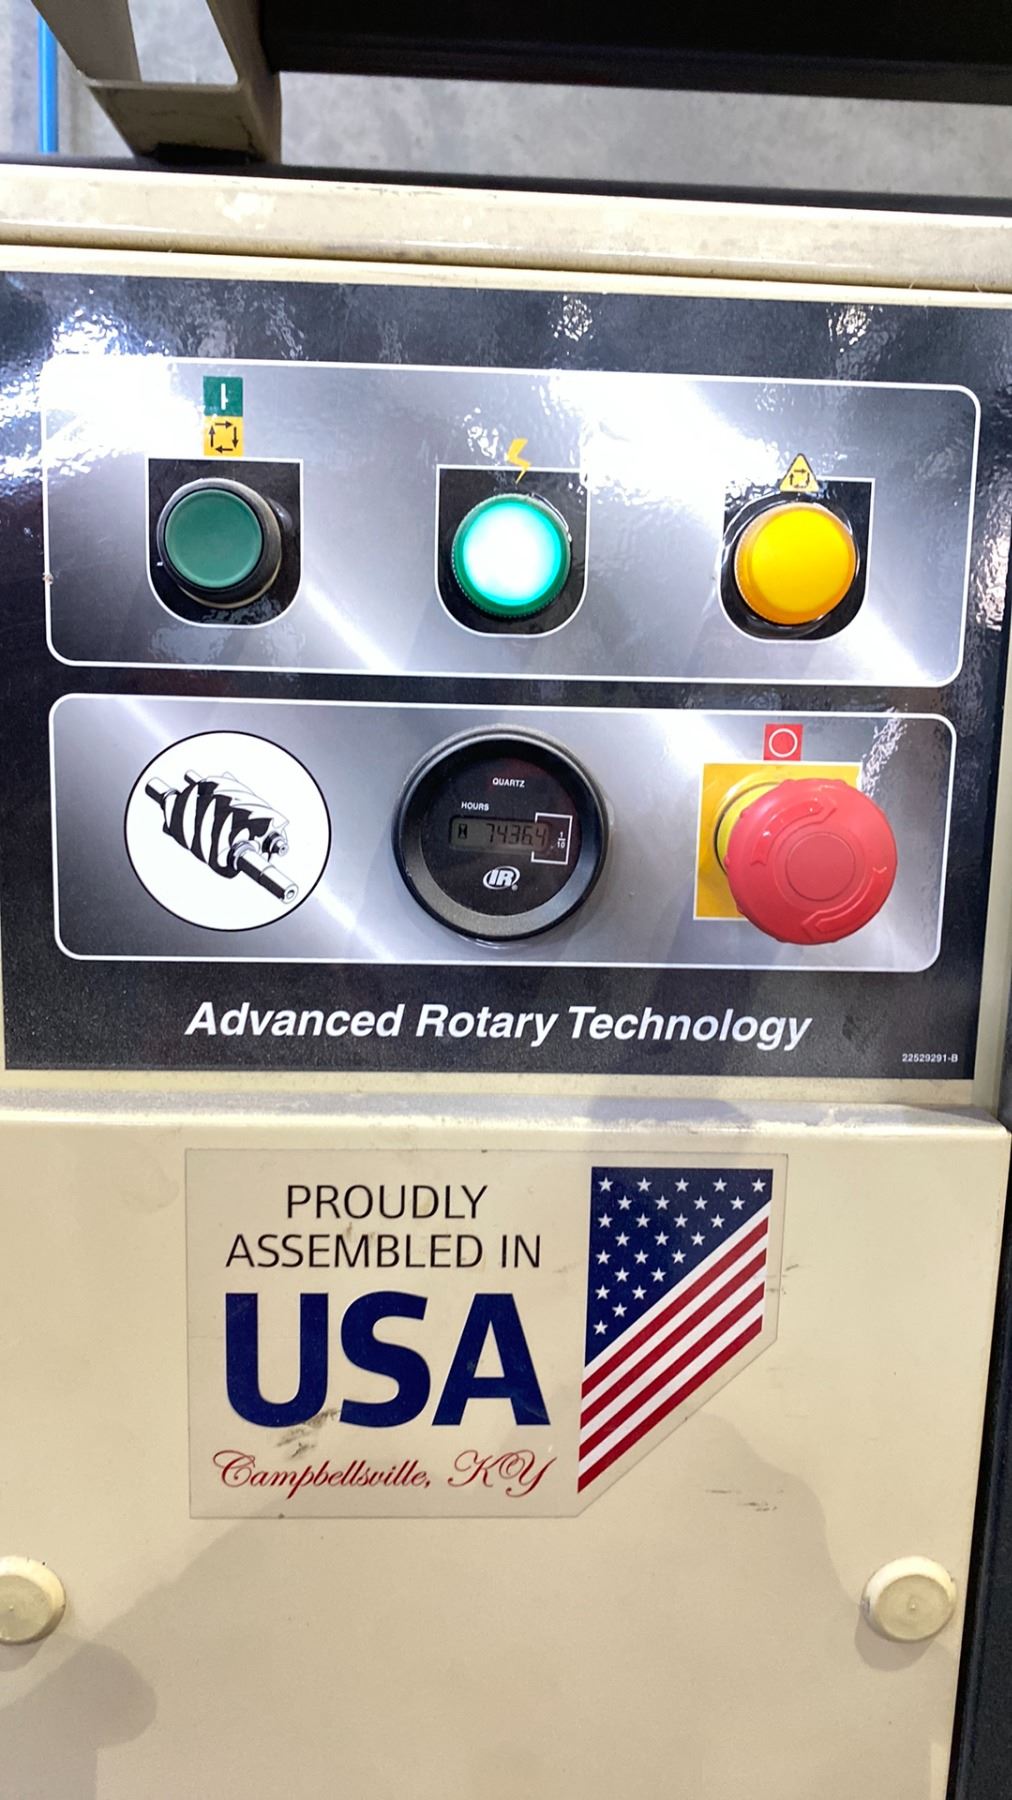 QUARTZ
HOURS
7436.4
1/10
IR
Advanced Rotary Technology
22529291-B
PROUDLY
ASSEMBLED IN
USA
Campbellsville, KY